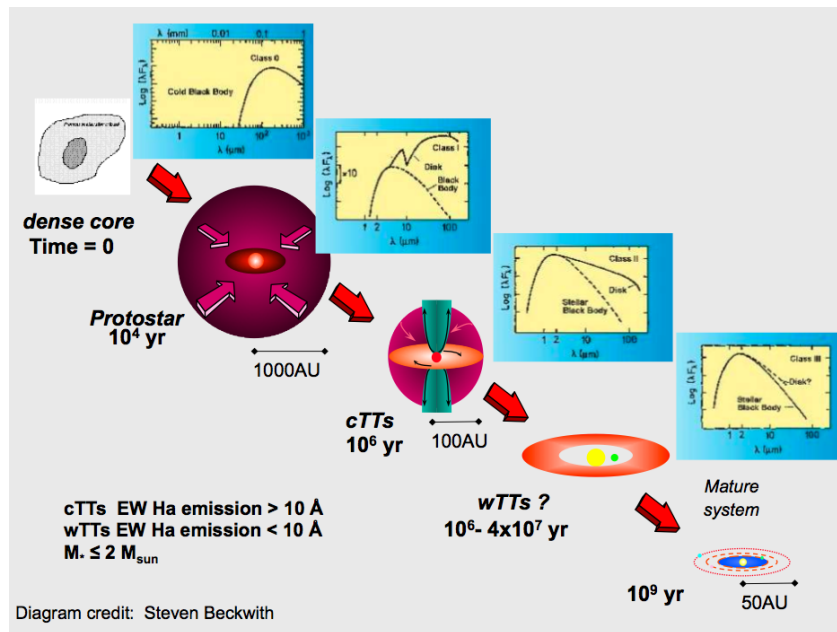 λ [mm] 0.01 0.1 1
Class 0
Cold Black Body
Log [λFλ]
1 10 10² 10³
λ (μm)
dense core
Time = 0
Class I
Disk
Black
Body
x10
Log [λFλ]
1 2 10 100
λ (μm)
Protostar
10⁴ yr
1000AU
Class II
Disk
Stellar
Black Body
Log [λFλ]
1 2 10 100
λ (μm)
cTTs
10⁶ yr
100AU
Class III
Disk?
Stellar
Black Body
Log [λFλ]
1 2 10 100
λ (μm)
wTTs ?
10⁶- 4x10⁷ yr
Mature
system
10⁹ yr
50AU
cTTs EW Ha emission > 10 Å
wTTs EW Ha emission < 10 Å
M* ≤ 2 Msun
Diagram credit: Steven Beckwith